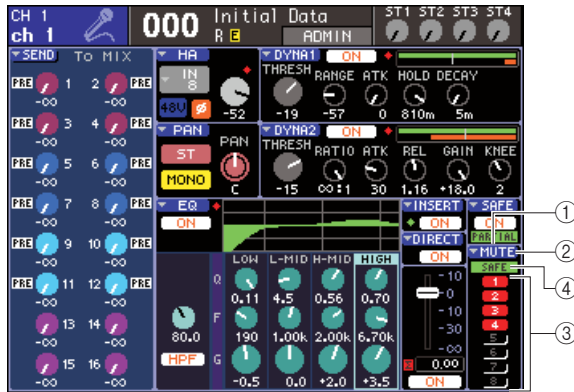 CH 1
ch 1
000
Initial Data
R E
ADMIN
ST1 ST2 ST3 ST4
SEND TO MIX
PRE 1 2 PRE
-∞ -∞
PRE 3 4 PRE
-∞ -∞
PRE 5 6 PRE
-∞ -∞
PRE 7 8 PRE
-∞ -∞
PRE 9 10 PRE
-∞ -∞
PRE 11 12 PRE
-∞ -∞
13 14
-∞ -∞
15 16
-∞ -∞
HA
IN
8
48V Ø
-52
PAN
ST
MONO
PAN
C
DYNA1 ON
THRESH RANGE ATK HOLD DECAY
-19 -57 0 810m 5m
DYNA2 ON
THRESH RATIO ATK REL GAIN KNEE
-15 ∞:1 30 1.16 +18.0 2
EQ
ON
LOW L-MID H-MID HIGH
Q
0.11 4.5 0.56 0.70
F
80.0 190 1.00k 2.00k 6.70k
HPF
G
-0.5 0.0 +2.0 +3.5
INSERT
ON
DIRECT
ON
-10
-0
-10
-30
-∞
0.00
ON
SAFE
ON
PARTIAL
MUTE
SAFE
1
2
3
4
5
6
7
8
①
②
④
③